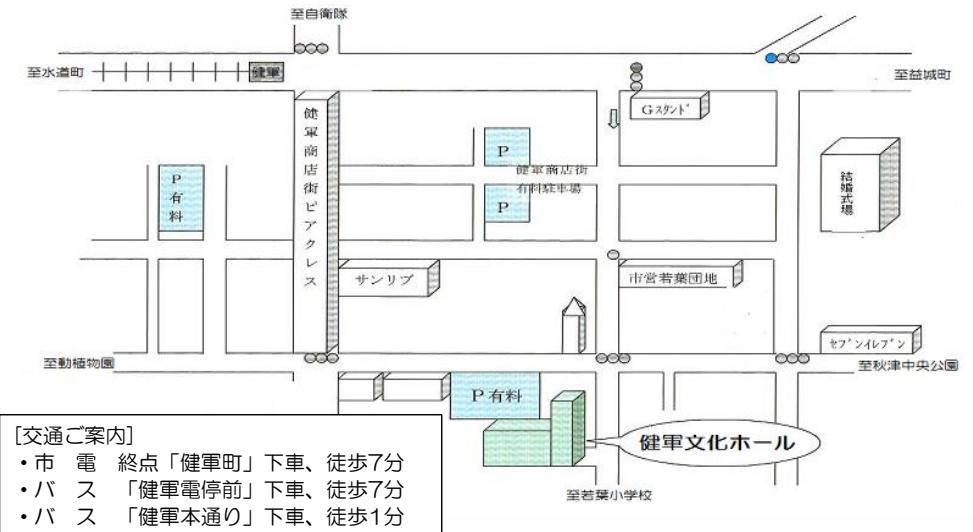 至自衛隊
至水道町
健軍
至益城町
Gスタンド
健軍商店街ピアクレス
P
健軍商店街
有料駐車場
P
P有料
結婚式場
サンリブ
市営若葉団地
セブンイレブン
至動植物園
至秋津中央公園
P有料
健軍文化ホール
至若葉小学校
[交通ご案内]
・市　電　終点「健軍町」下車、徒歩7分
・バ　ス　「健軍電停前」下車、徒歩7分
・バ　ス　「健軍本通り」下車、徒歩1分